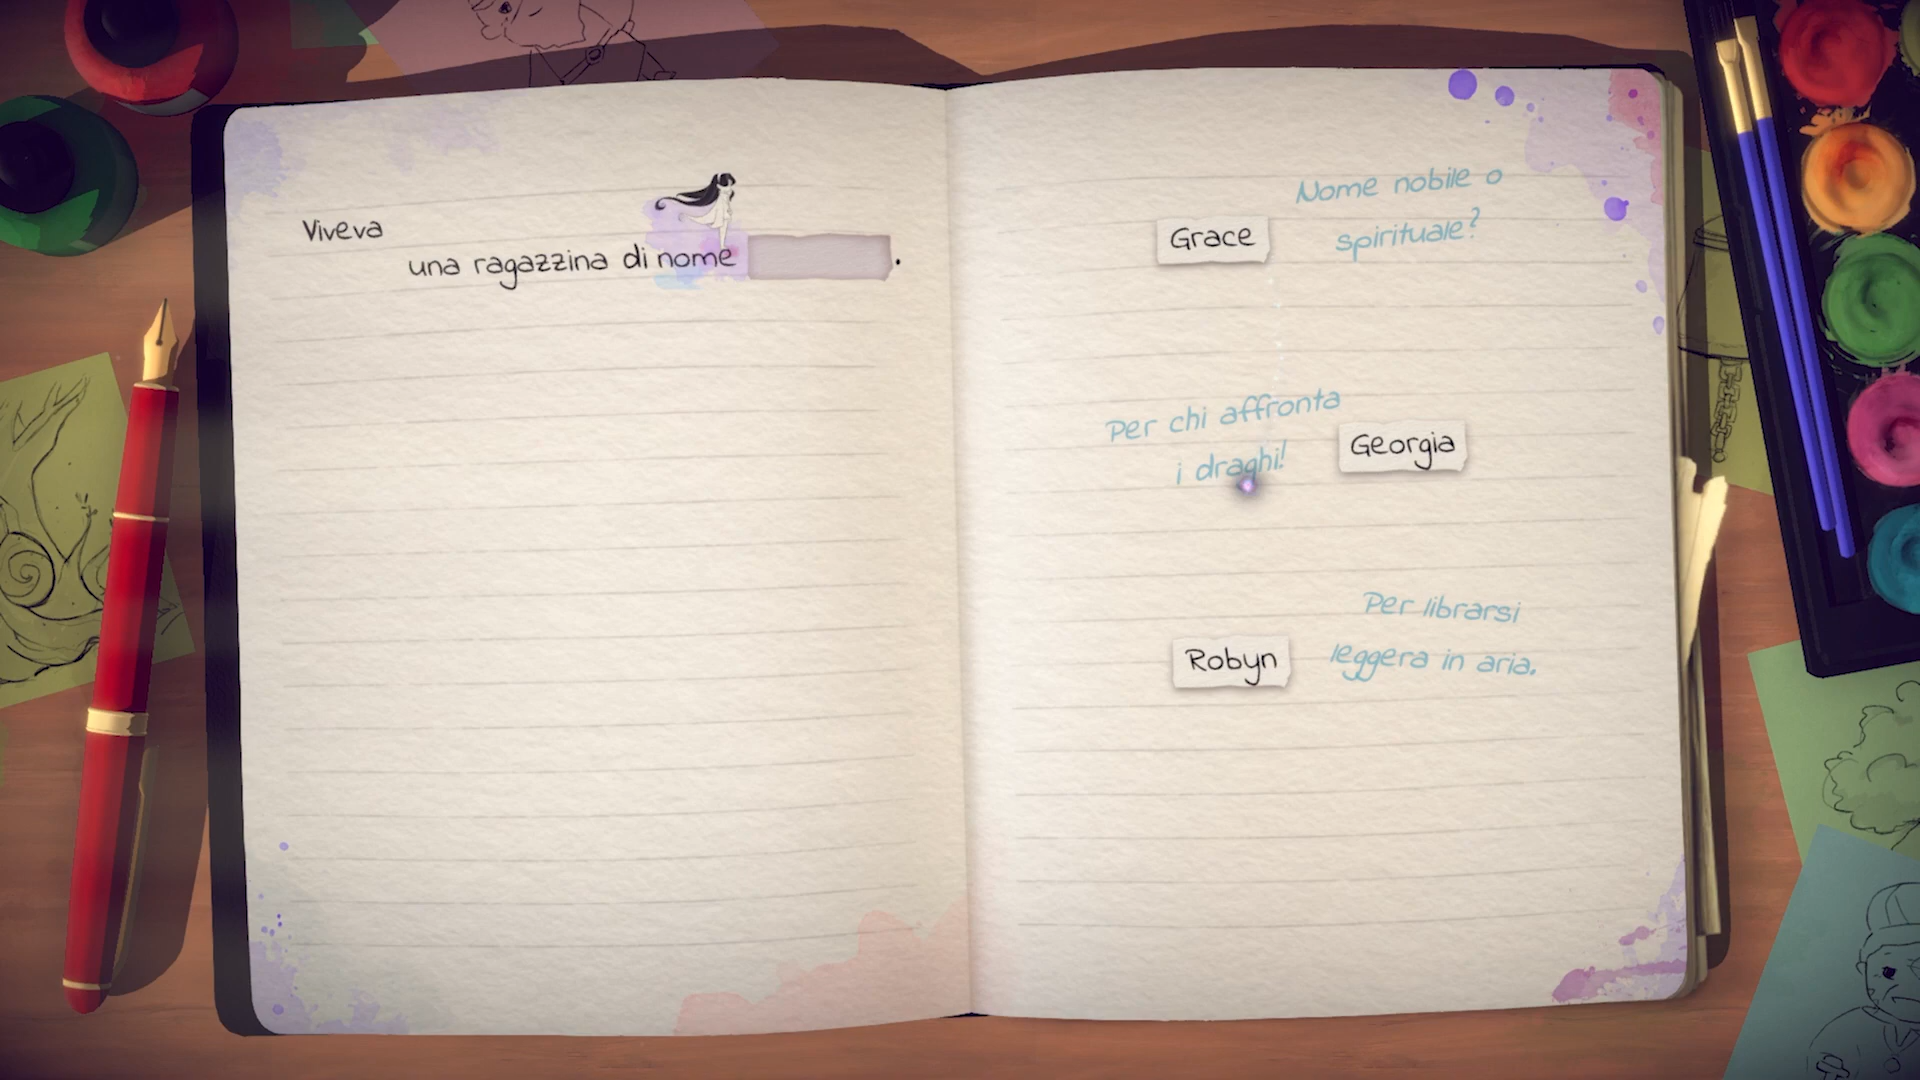 Viveva
una ragazzina di nome .
Grace
Nome nobile o
spirituale?
Per chi affronta
i draghi!
Georgia
Robyn
Per librarsi
leggera in aria.